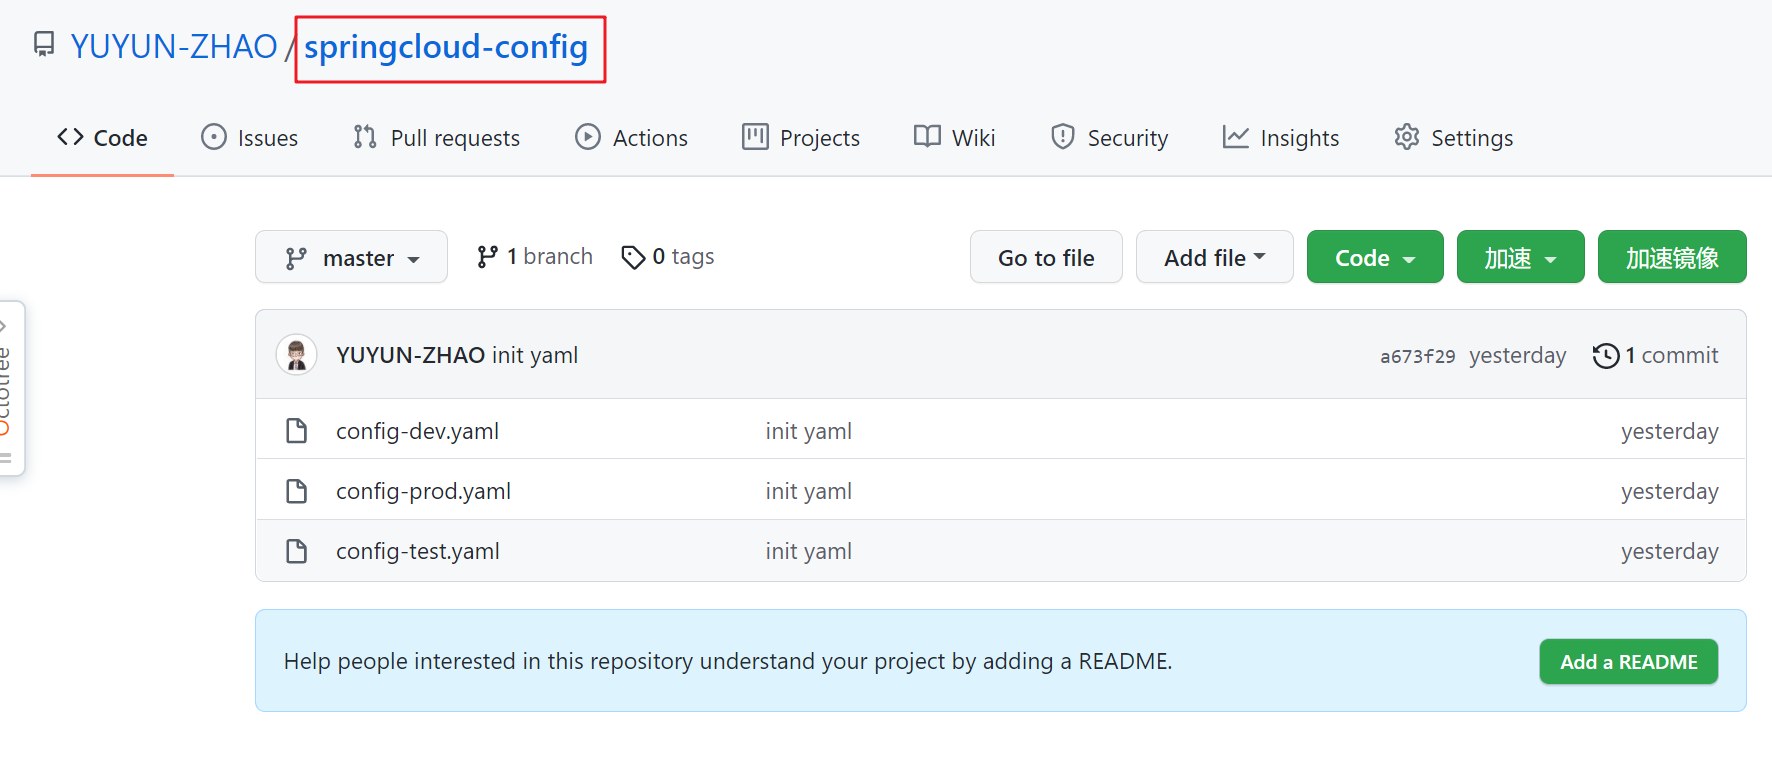 YUYUN-ZHAO / springcloud-config
Code Issues Pull requests Actions Projects Wiki Security Insights Settings
master 1 branch 0 tags Go to file Add file Code 加速 加速镜像
Octotree
YUYUN-ZHAO init yaml a673f29 yesterday 1 commit
config-dev.yaml init yaml yesterday
config-prod.yaml init yaml yesterday
config-test.yaml init yaml yesterday
Help people interested in this repository understand your project by adding a README. Add a README